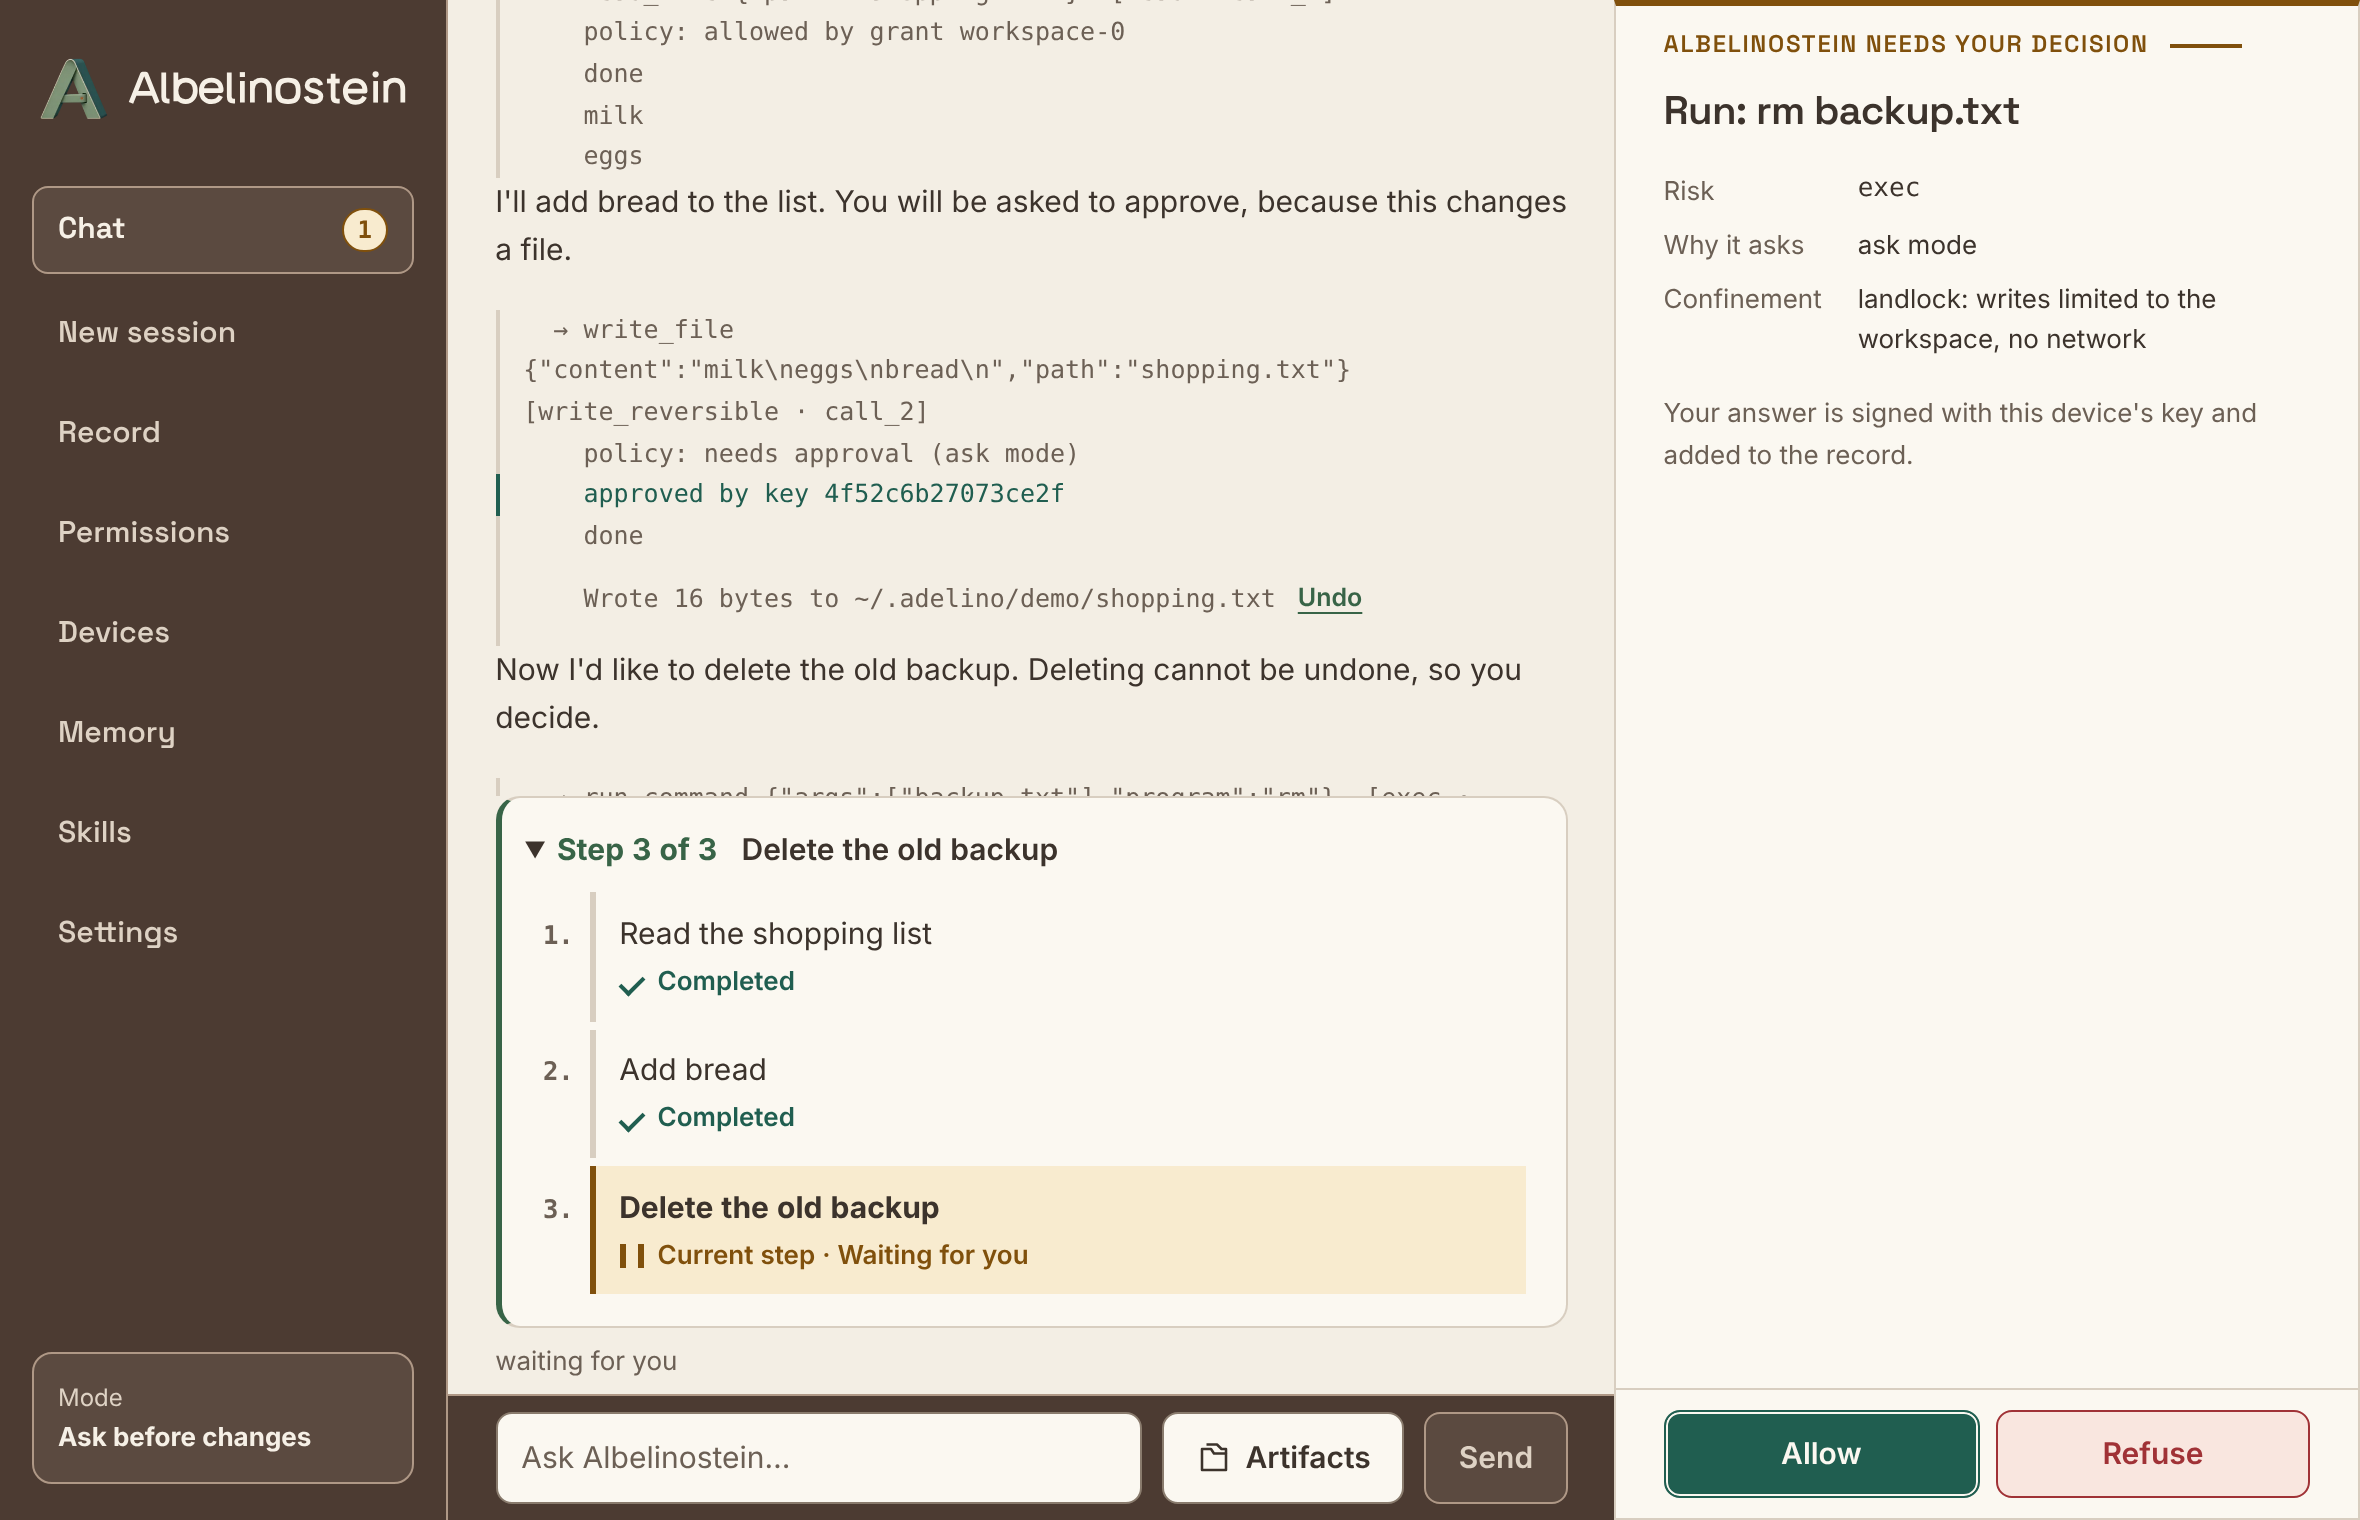 Albelinostein
Chat 1
New session
Record
Permissions
Devices
Memory
Skills
Settings
Mode
Ask before changes
policy: allowed by grant workspace-0
done
milk
eggs
I'll add bread to the list. You will be asked to approve, because this changes
a file.
→ write_file
{"content":"milk\neggs\nbread\n","path":"shopping.txt"}
[write_reversible · call_2]
policy: needs approval (ask mode)
approved by key 4f52c6b27073ce2f
done
Wrote 16 bytes to ~/.adelino/demo/shopping.txt Undo
Now I'd like to delete the old backup. Deleting cannot be undone, so you
decide.
→ run_command {"args":["backup.txt"],"program":"rm"} [exec ·
▼ Step 3 of 3 Delete the old backup
1. Read the shopping list
Completed
2. Add bread
Completed
3. Delete the old backup
Current step · Waiting for you
waiting for you
Ask Albelinostein...
Artifacts
Send
ALBELINOSTEIN NEEDS YOUR DECISION
Run: rm backup.txt
Risk exec
Why it asks ask mode
Confinement landlock: writes limited to the
workspace, no network
Your answer is signed with this device's key and
added to the record.
Allow
Refuse